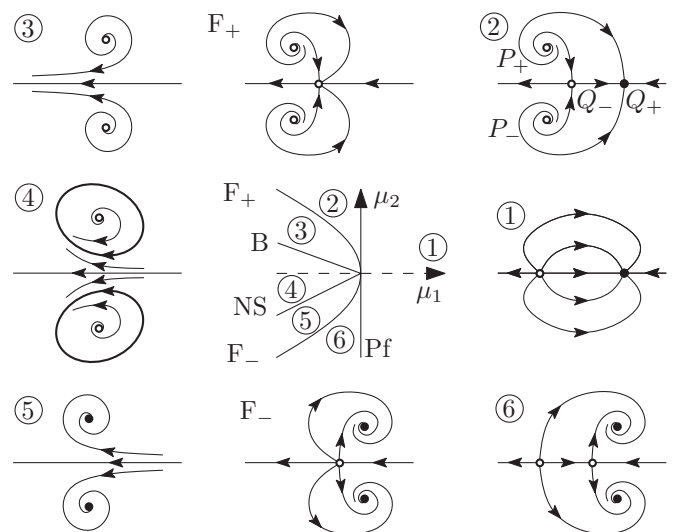 ③ F₊ ②
P₊
Q₋ Q₊
P₋
④ F₊ ② μ₂ ①
③
B ①
④ μ₁
NS ⑤
⑥
F₋ Pf
⑤ F₋ ⑥